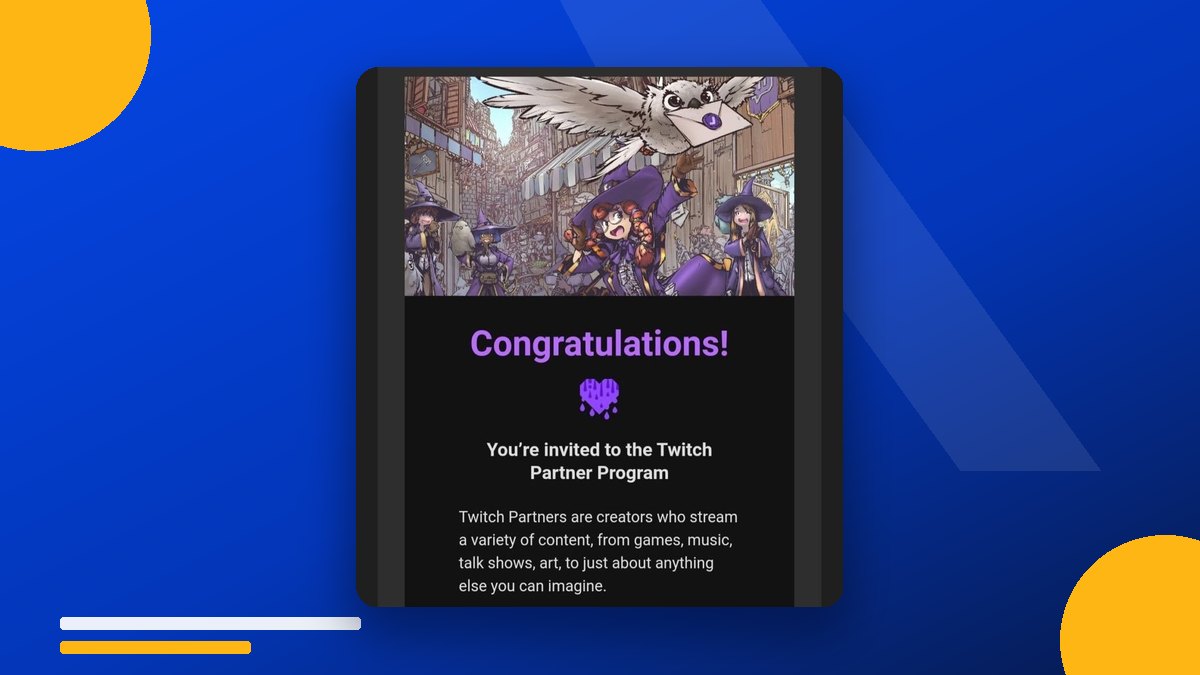 Congratulations!
You’re invited to the Twitch
Partner Program
Twitch Partners are creators who stream
a variety of content, from games, music,
talk shows, art, to just about anything
else you can imagine.